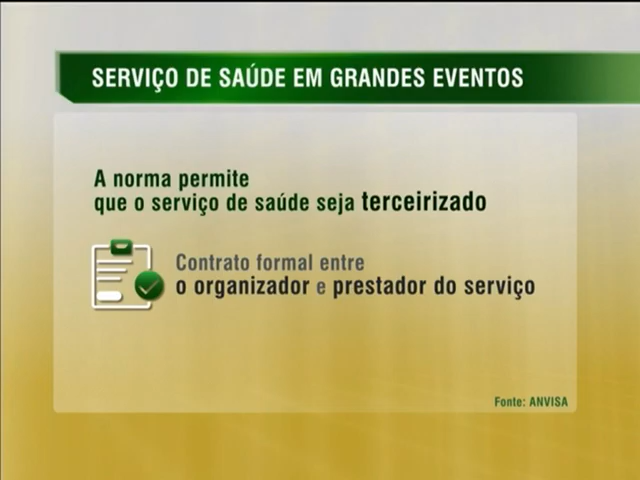 SERVIÇO DE SAÚDE EM GRANDES EVENTOS
A norma permite
que o serviço de saúde seja terceirizado
Contrato formal entre
o organizador e prestador do serviço
Fonte: ANVISA